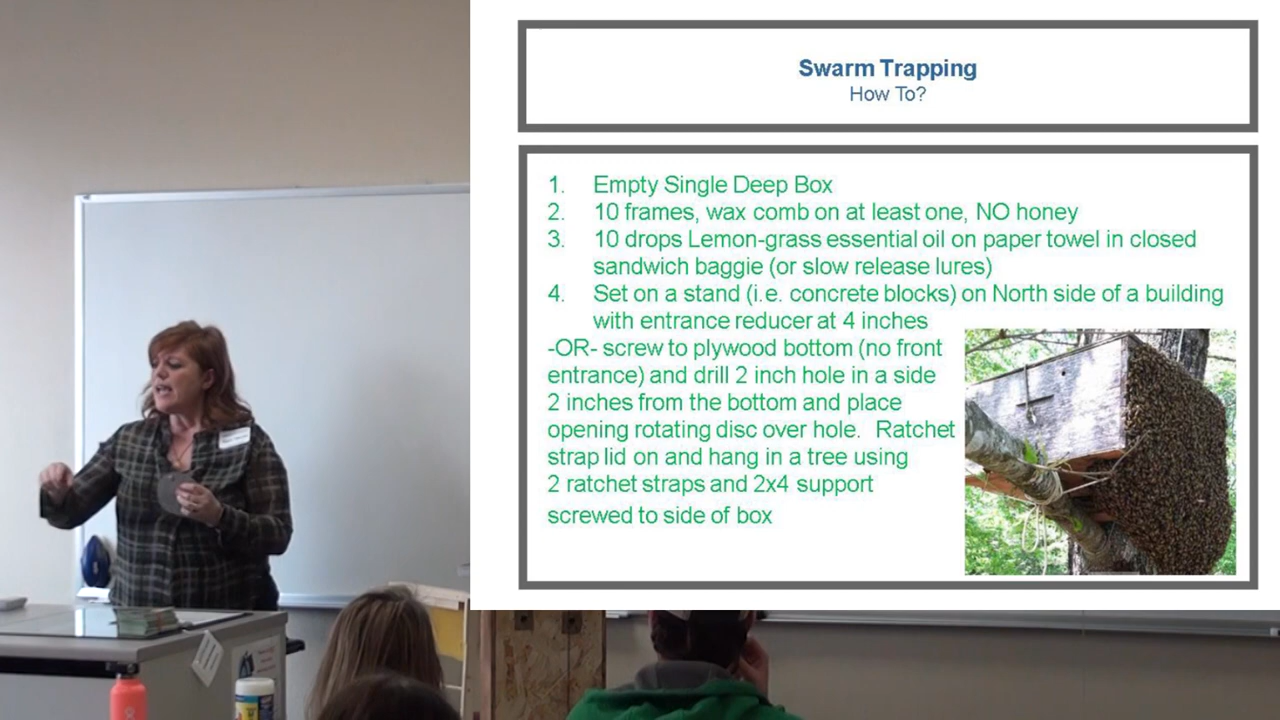 Swarm Trapping
How To?
1. Empty Single Deep Box
2. 10 frames, wax comb on at least one, NO honey
3. 10 drops Lemon-grass essential oil on paper towel in closed
sandwich baggie (or slow release lures)
4. Set on a stand (i.e. concrete blocks) on North side of a building
with entrance reducer at 4 inches
-OR- screw to plywood bottom (no front
entrance) and drill 2 inch hole in a side
2 inches from the bottom and place
opening rotating disc over hole. Ratchet
strap lid on and hang in a tree using
2 ratchet straps and 2x4 support
screwed to side of box